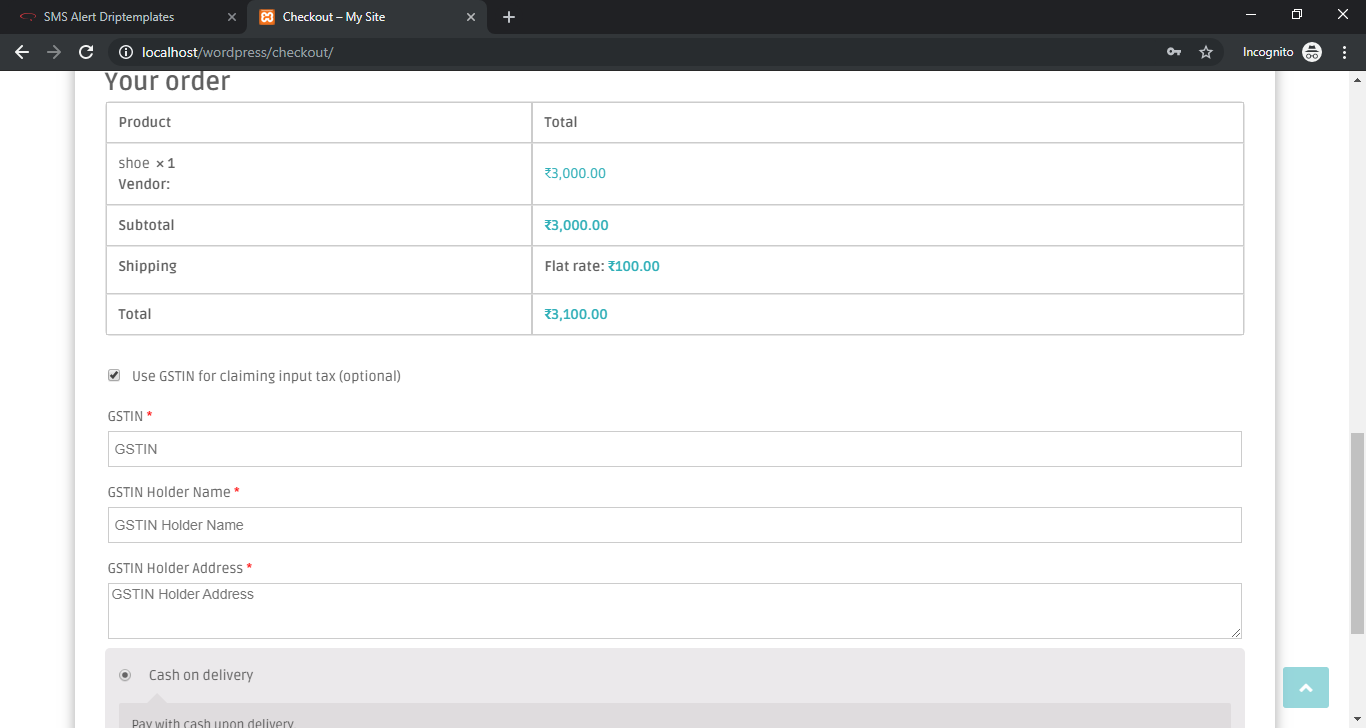 SMS Alert Driptemplates
Checkout – My Site
localhost/wordpress/checkout/
Incognito
Your order
Product Total
shoe × 1
Vendor:
₹3,000.00
Subtotal ₹3,000.00
Shipping Flat rate: ₹100.00
Total ₹3,100.00
Use GSTIN for claiming input tax (optional)
GSTIN *
GSTIN
GSTIN Holder Name *
GSTIN Holder Name
GSTIN Holder Address *
GSTIN Holder Address
Cash on delivery
Pay with cash upon delivery